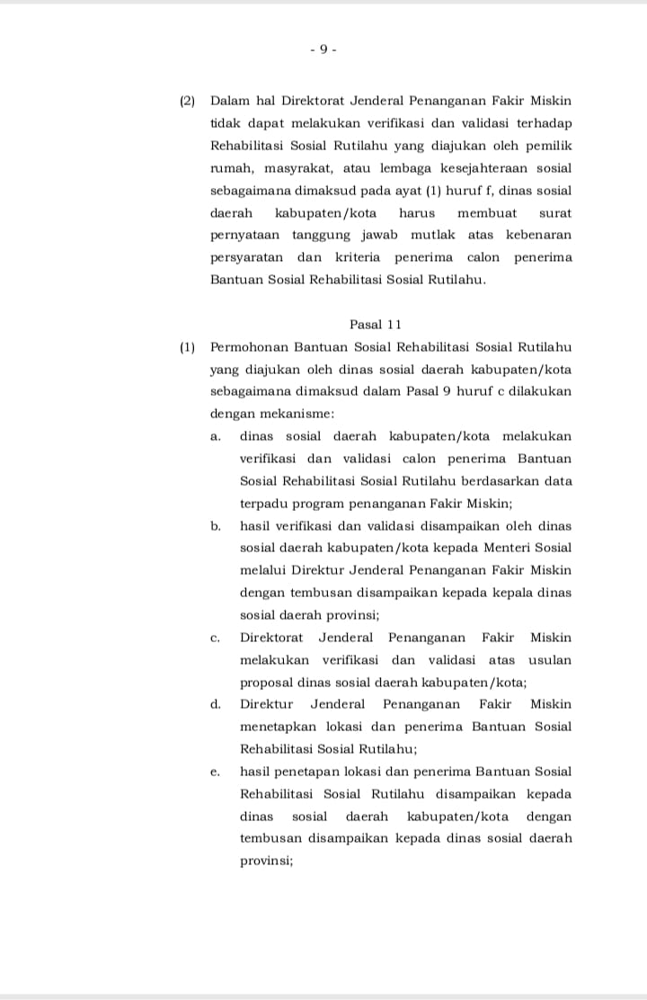 - 9 -
(2) Dalam hal Direktorat Jenderal Penanganan Fakir Miskin
tidak dapat melakukan verifikasi dan validasi terhadap
Rehabilitasi Sosial Rutilahu yang diajukan oleh pemilik
rumah, masyrakat, atau lembaga kesejahteraan sosial
sebagaimana dimaksud pada ayat (1) huruf f, dinas sosial
daerah kabupaten/kota harus membuat surat
pernyataan tanggung jawab mutlak atas kebenaran
persyaratan dan kriteria penerima calon penerima
Bantuan Sosial Rehabilitasi Sosial Rutilahu.
Pasal 11
(1) Permohonan Bantuan Sosial Rehabilitasi Sosial Rutilahu
yang diajukan oleh dinas sosial daerah kabupaten/kota
sebagaimana dimaksud dalam Pasal 9 huruf c dilakukan
dengan mekanisme:
a. dinas sosial daerah kabupaten/kota melakukan
verifikasi dan validasi calon penerima Bantuan
Sosial Rehabilitasi Sosial Rutilahu berdasarkan data
terpadu program penanganan Fakir Miskin;
b. hasil verifikasi dan validasi disampaikan oleh dinas
sosial daerah kabupaten/kota kepada Menteri Sosial
melalui Direktur Jenderal Penanganan Fakir Miskin
dengan tembusan disampaikan kepada kepala dinas
sosial daerah provinsi;
c. Direktorat Jenderal Penanganan Fakir Miskin
melakukan verifikasi dan validasi atas usulan
proposal dinas sosial daerah kabupaten/kota;
d. Direktur Jenderal Penanganan Fakir Miskin
menetapkan lokasi dan penerima Bantuan Sosial
Rehabilitasi Sosial Rutilahu;
e. hasil penetapan lokasi dan penerima Bantuan Sosial
Rehabilitasi Sosial Rutilahu disampaikan kepada
dinas sosial daerah kabupaten/kota dengan
tembusan disampaikan kepada dinas sosial daerah
provinsi;